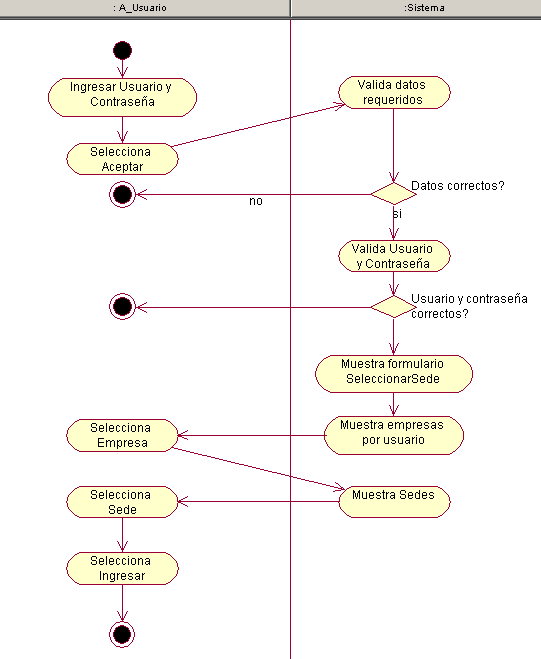 : A_Usuario
:Sistema
Ingresar Usuario y
Contraseña
Valida datos
requeridos
Selecciona
Aceptar
Datos correctos?
no
si
Valida Usuario
y Contraseña
Usuario y contraseña
correctos?
Muestra formulario
SeleccionarSede
Selecciona
Empresa
Muestra empresas
por usuario
Selecciona
Sede
Muestra Sedes
Selecciona
Ingresar